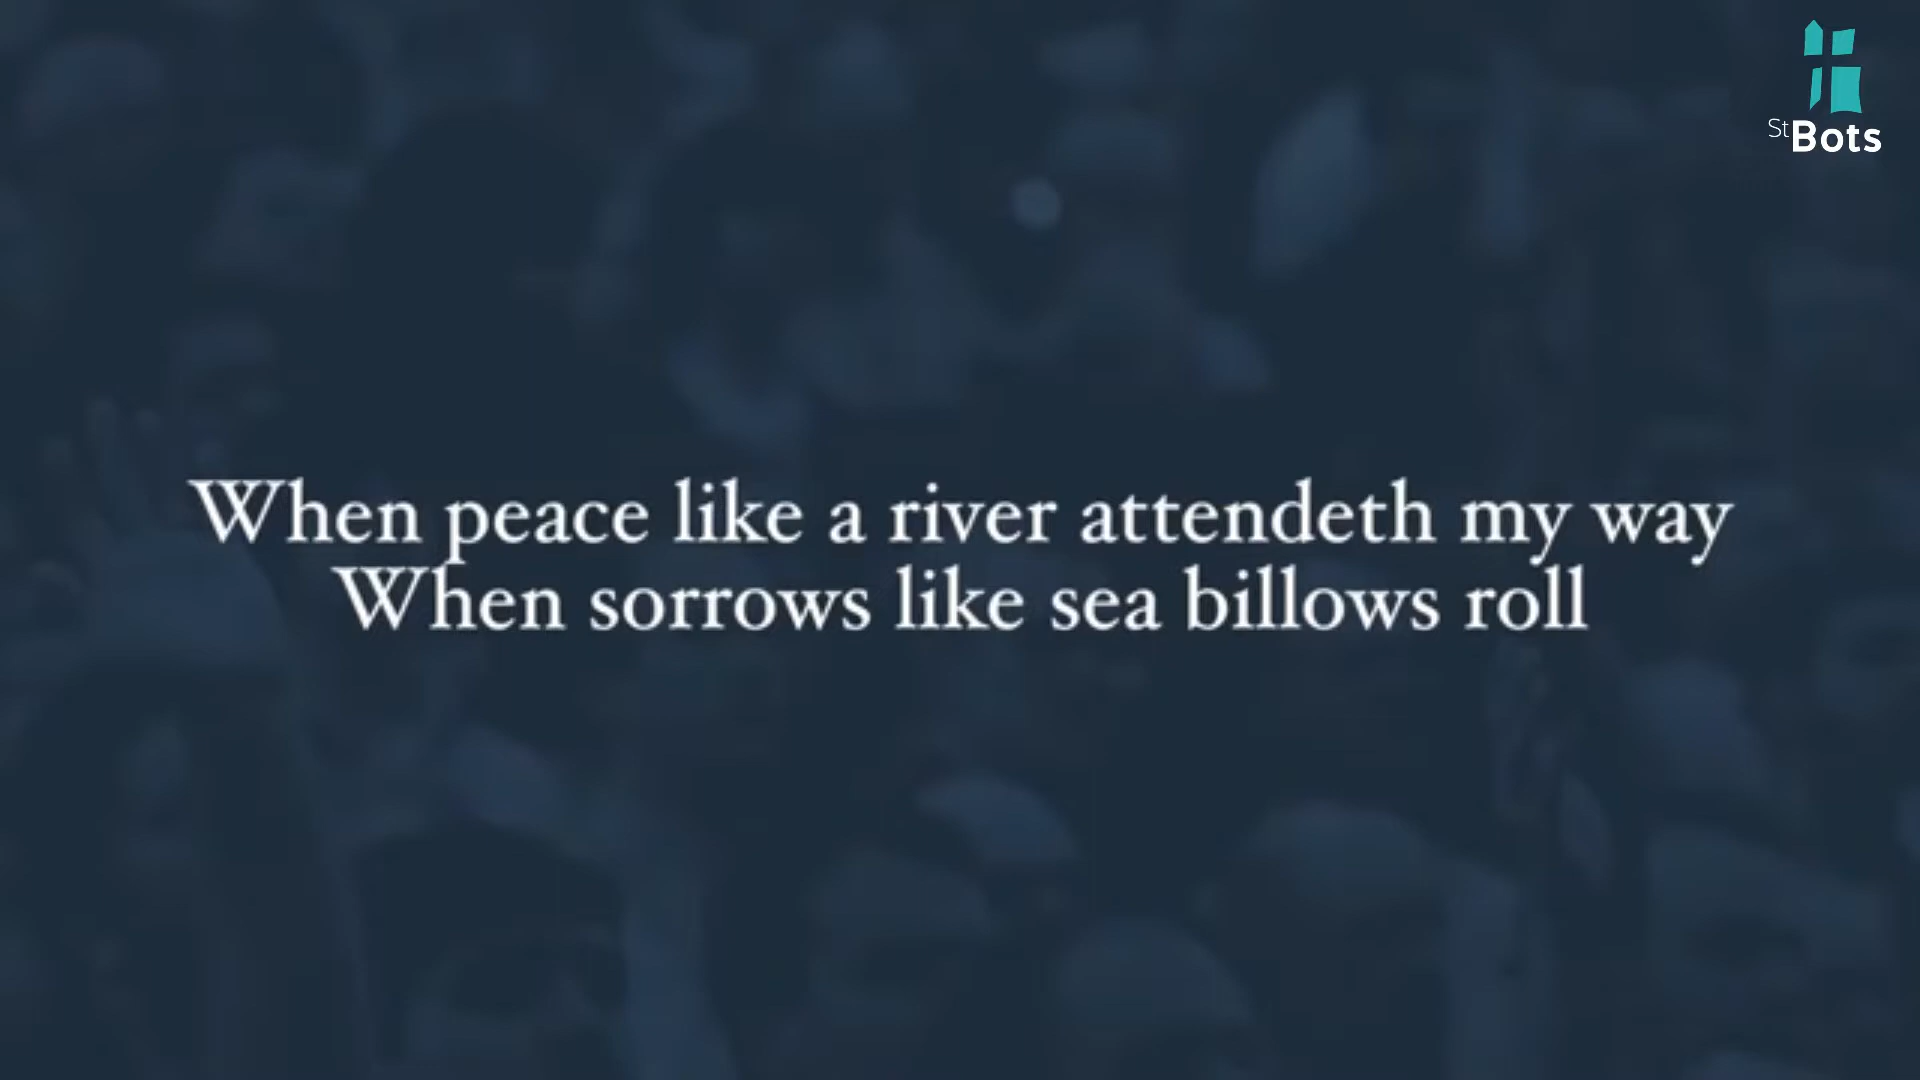 St Bots
When peace like a river attendeth my way
When sorrows like sea billows roll